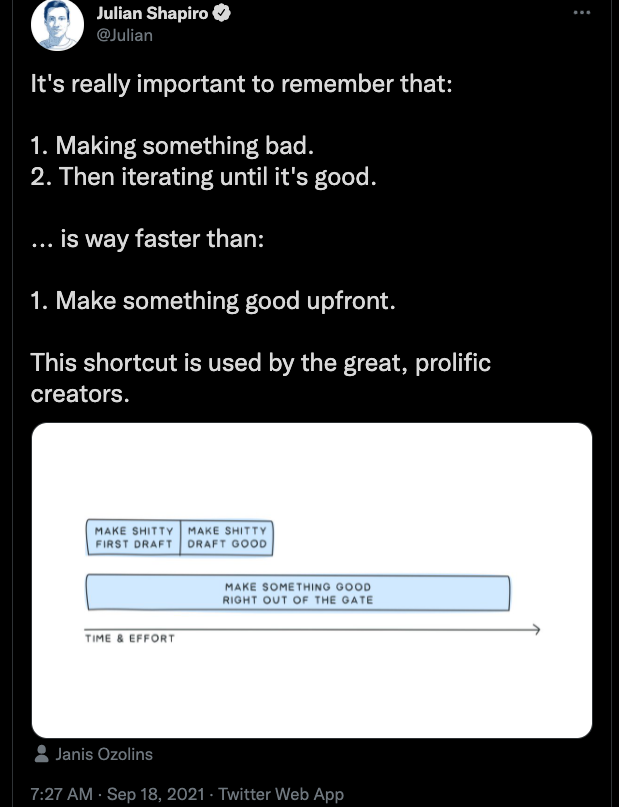 Julian Shapiro
@Julian
It's really important to remember that:
1. Making something bad.
2. Then iterating until it's good.
... is way faster than:
1. Make something good upfront.
This shortcut is used by the great, prolific
creators.
MAKE SHITTY
FIRST DRAFT
MAKE SHITTY
DRAFT GOOD
MAKE SOMETHING GOOD
RIGHT OUT OF THE GATE
TIME & EFFORT
Janis Ozolins
7:27 AM · Sep 18, 2021 · Twitter Web App